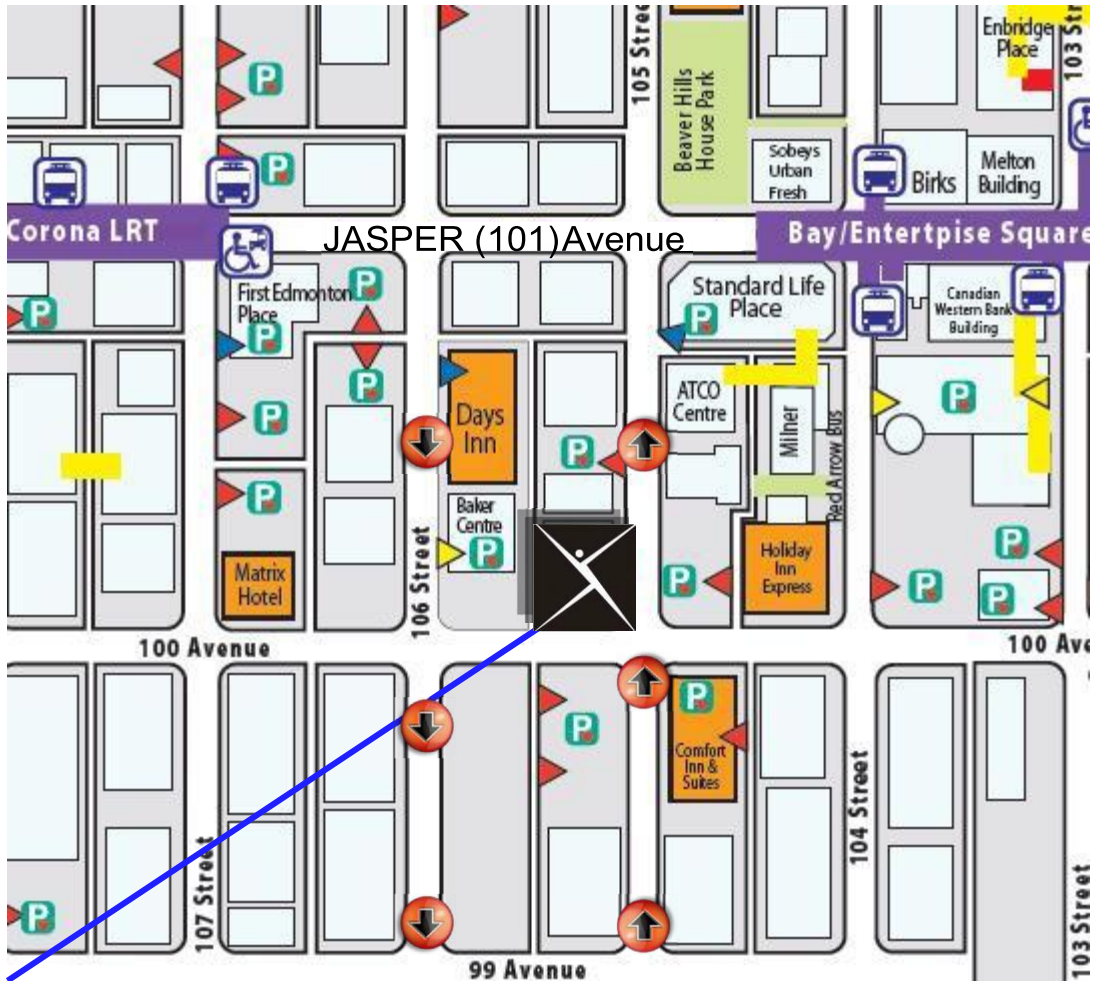 105 Stree
Enbridge
Place
103 Str
Beaver Hills
House Park
P
P
Sobeys
Urban
Fresh
Birks
Melton
Building
Corona LRT
JASPER (101)Avenue
Bay/Entertpise Square
First Edmonton
Place
P
P
P
Standard Life
Place
P
Canadian
Western Bank
Building
P
P
Days
Inn
ATCO
Centre
Milner
Red Arrow Bus
P
P
P
P
Baker
Centre
P
106 Street
Matrix
Hotel
P
Holiday
Inn
Express
P
P
P
100 Avenue
100 Ave
P
P
Comfort
Inn &
Suites
104 Street
107 Street
P
103 Street
99 Avenue